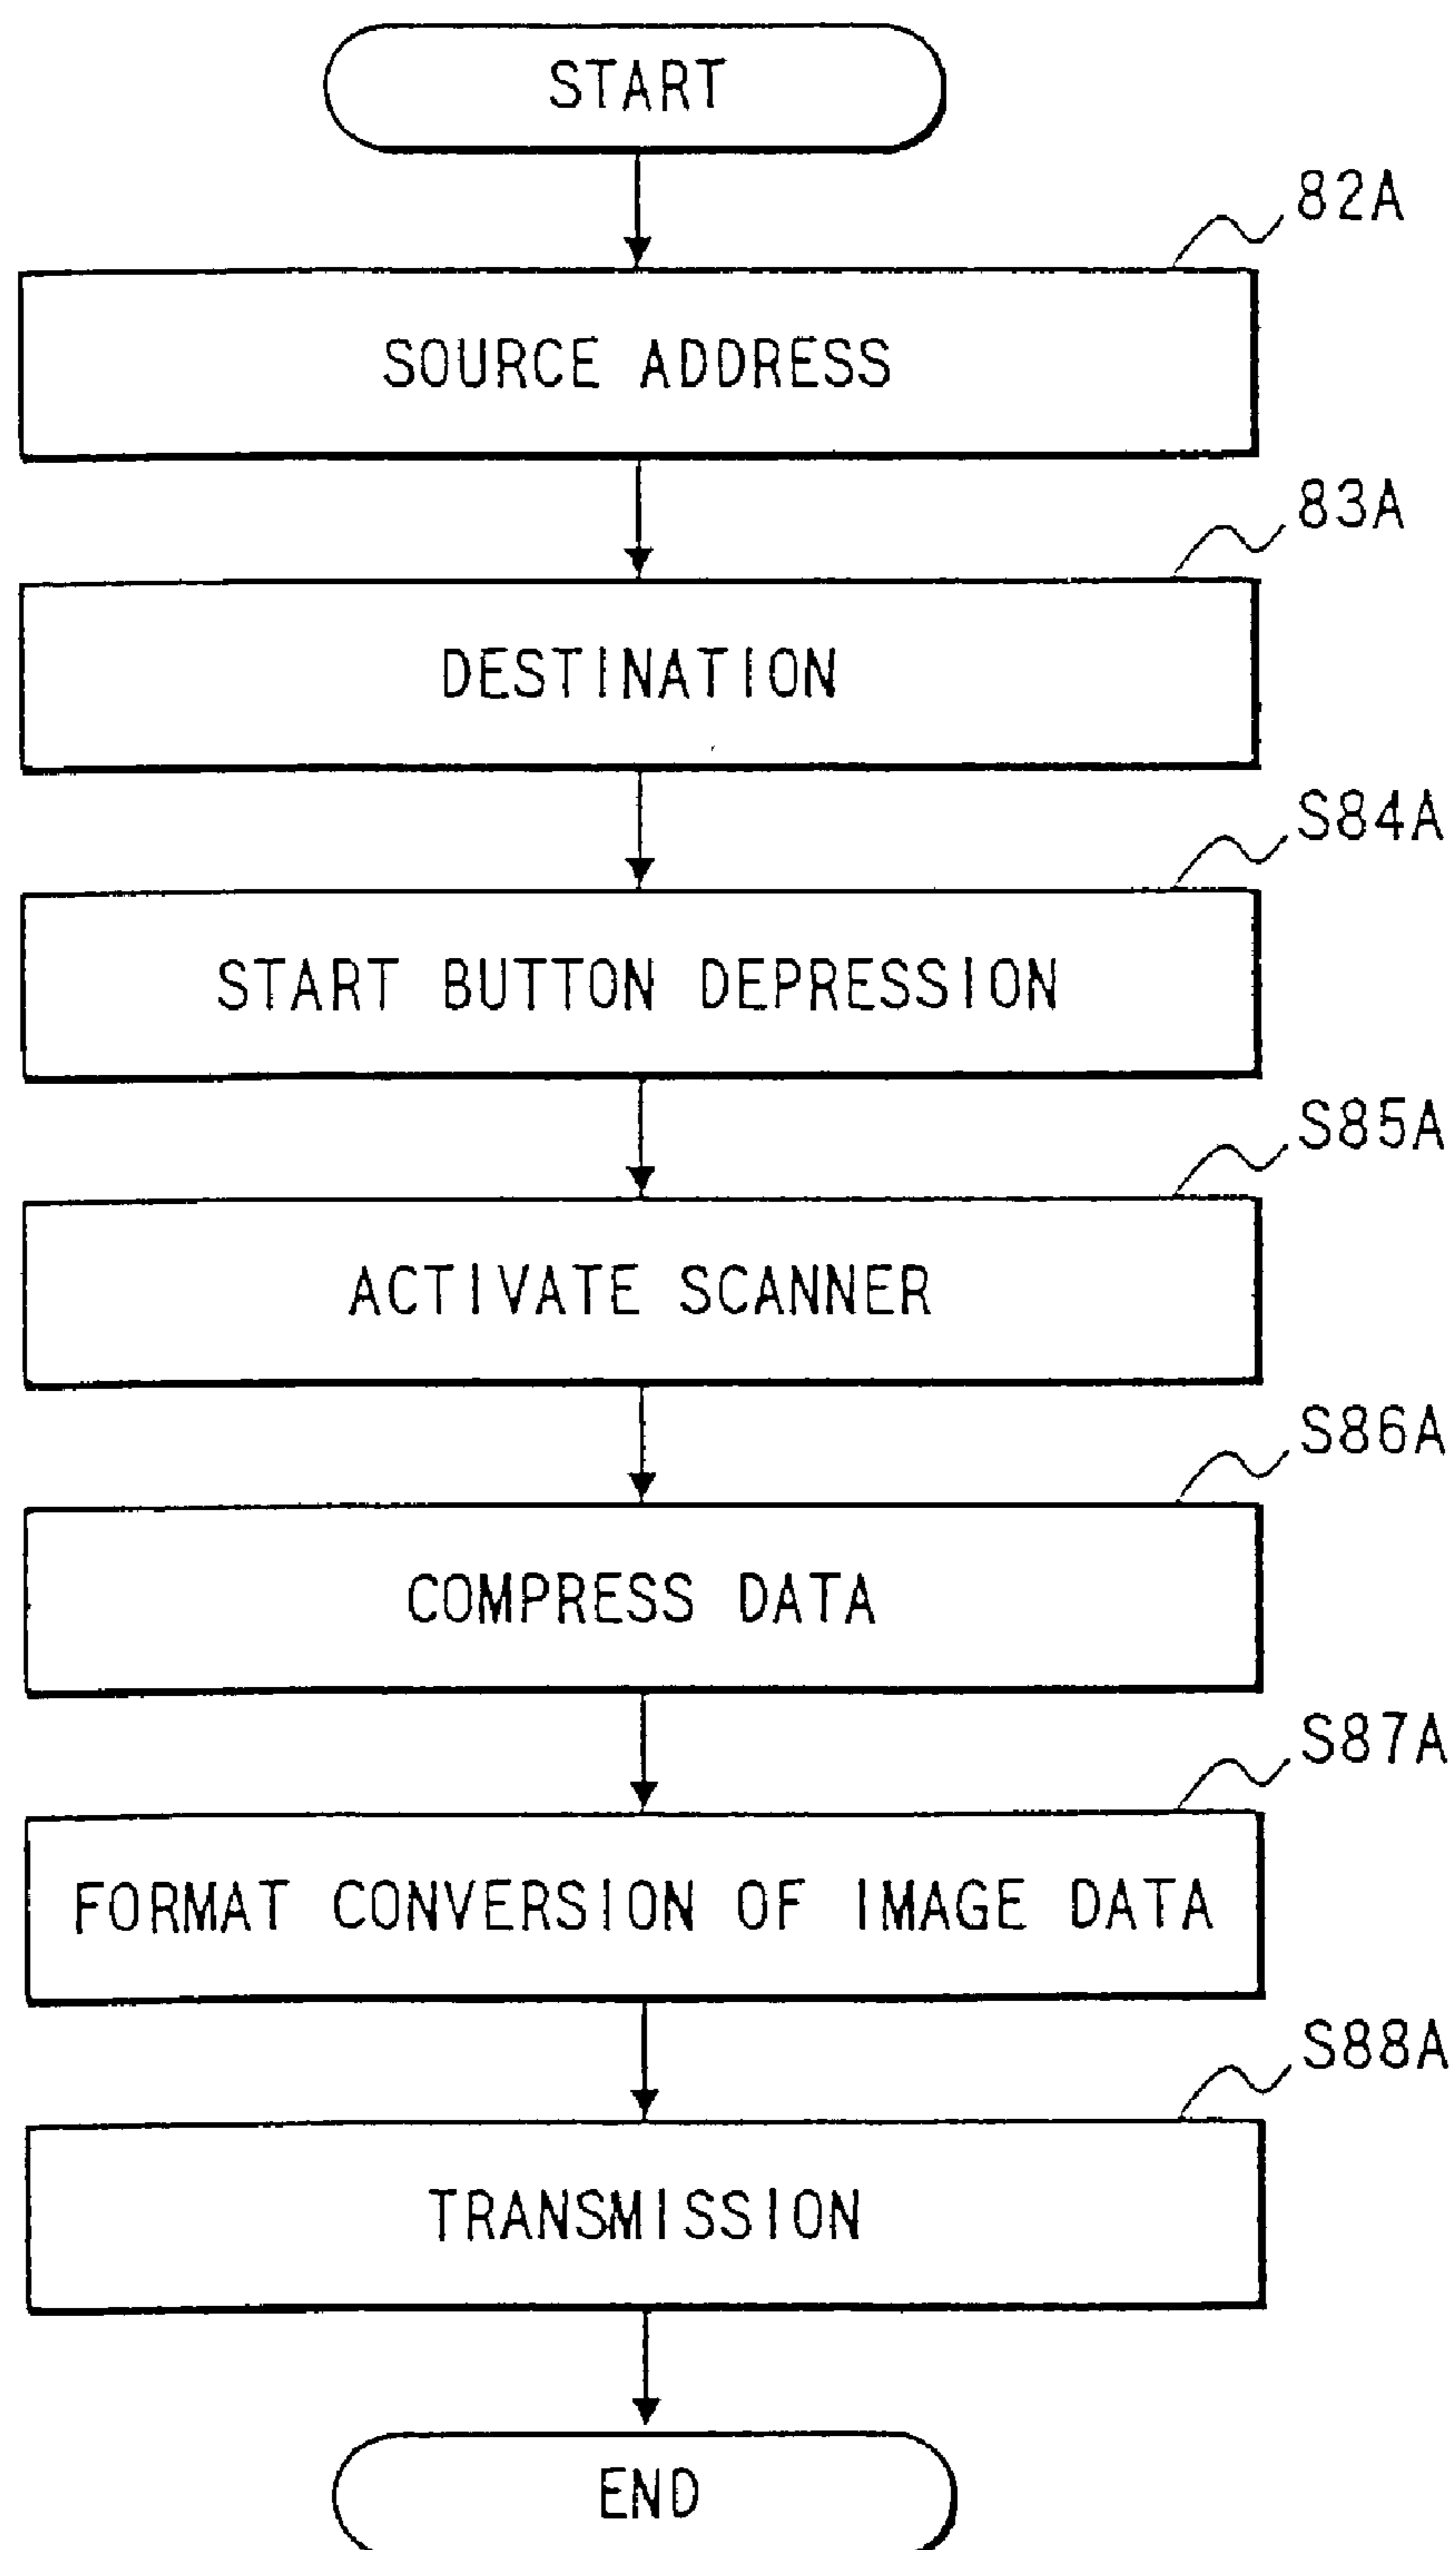 START
82A
SOURCE ADDRESS
83A
DESTINATION
S84A
START BUTTON DEPRESSION
S85A
ACTIVATE SCANNER
S86A
COMPRESS DATA
S87A
FORMAT CONVERSION OF IMAGE DATA
S88A
TRANSMISSION
END